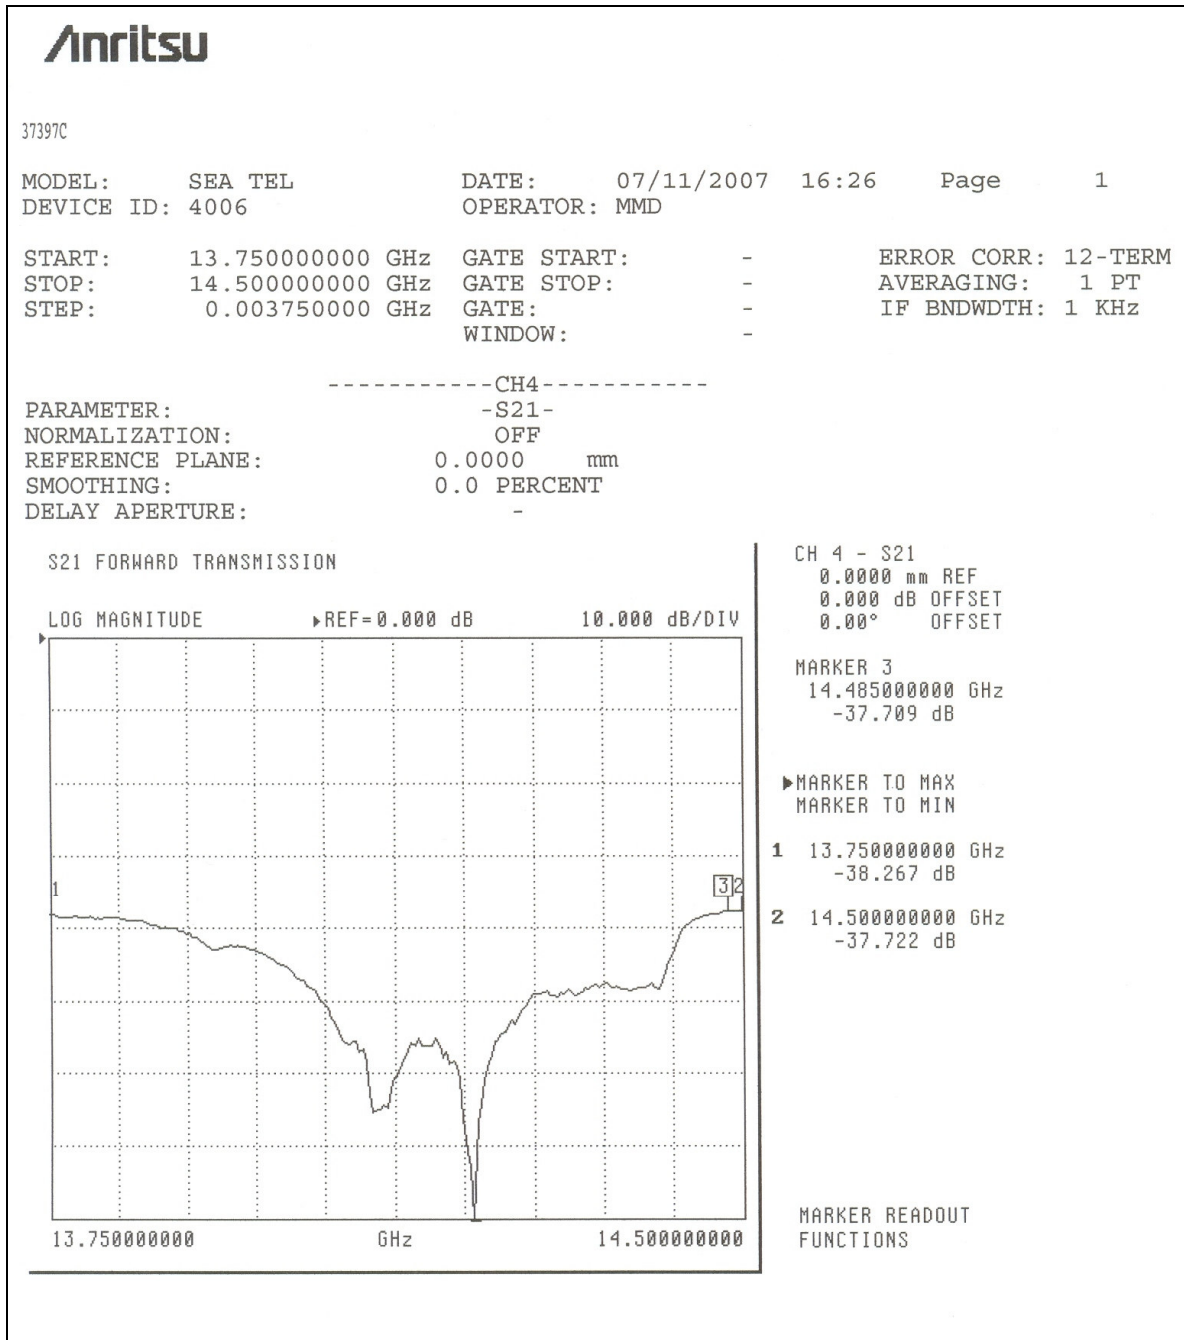 Anritsu
37397C
MODEL: SEA TEL DATE: 07/11/2007 16:26 Page 1
DEVICE ID: 4006 OPERATOR: MMD
START: 13.750000000 GHz GATE START: - ERROR CORR: 12-TERM
STOP: 14.500000000 GHz GATE STOP: - AVERAGING: 1 PT
STEP: 0.003750000 GHz GATE: - IF BNDWDTH: 1 KHz
WINDOW: -
-----------CH4-----------
PARAMETER: -S21-
NORMALIZATION: OFF
REFERENCE PLANE: 0.0000 mm
SMOOTHING: 0.0 PERCENT
DELAY APERTURE: -
S21 FORWARD TRANSMISSION
LOG MAGNITUDE ▸REF=0.000 dB 10.000 dB/DIV
1
3 2
13.750000000 GHz 14.500000000
CH 4 - S21
0.0000 mm REF
0.000 dB OFFSET
0.00° OFFSET
MARKER 3
14.485000000 GHz
-37.709 dB
▸MARKER TO MAX
MARKER TO MIN
1 13.750000000 GHz
-38.267 dB
2 14.500000000 GHz
-37.722 dB
MARKER READOUT
FUNCTIONS